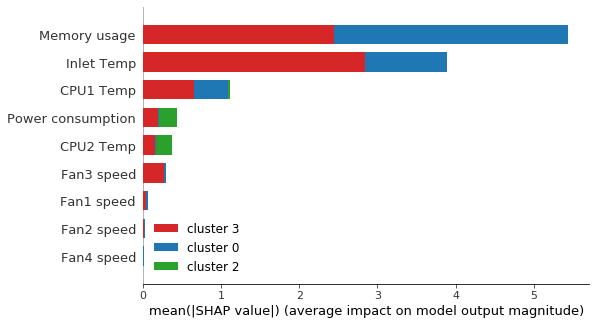 Memory usage
Inlet Temp
CPU1 Temp
Power consumption
CPU2 Temp
Fan3 speed
Fan1 speed
Fan2 speed
Fan4 speed
cluster 3
cluster 0
cluster 2
0 1 2 3 4 5
mean(|SHAP value|) (average impact on model output magnitude)